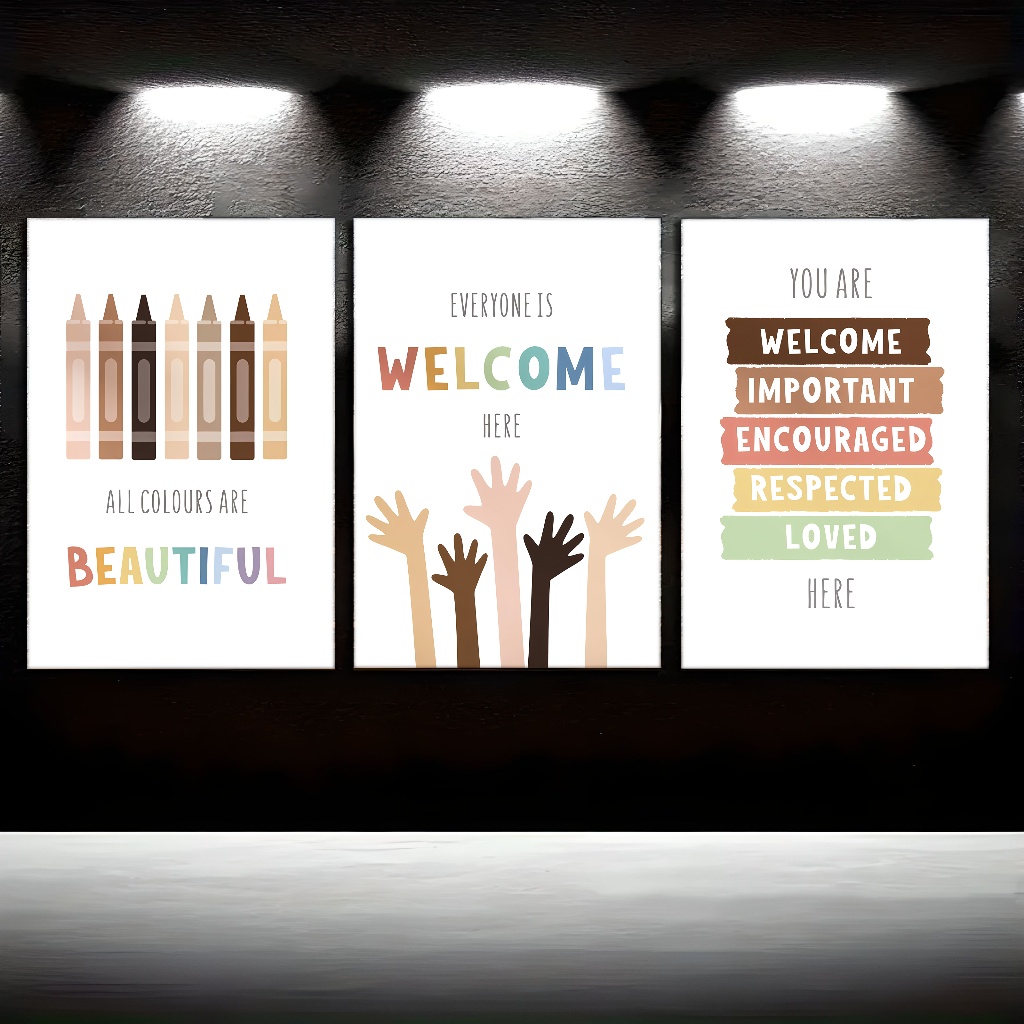 ALL COLOURS ARE
BEAUTIFUL
EVERYONE IS
WELCOME
HERE
YOU ARE
WELCOME
IMPORTANT
ENCOURAGED
RESPECTED
LOVED
HERE